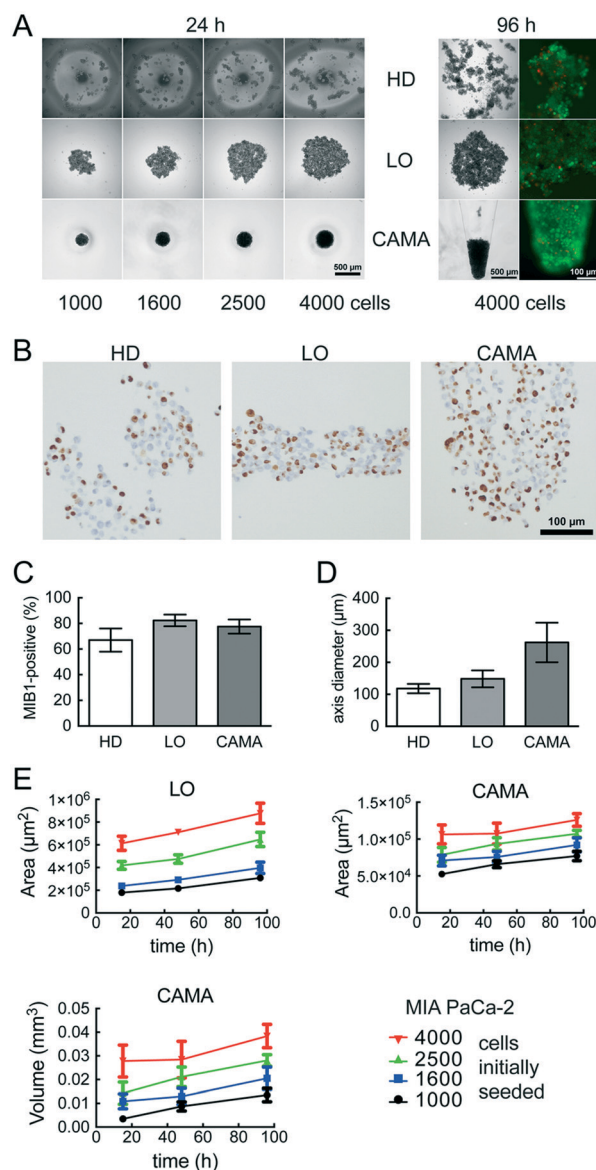 A
24 h
96 h
HD
LO
CAMA
500 µm
500 µm
100 µm
1000
1600
2500
4000 cells
4000 cells
B
HD
LO
CAMA
100 µm
C
MIB1-positive (%)
100
80
60
40
20
0
HD
LO
CAMA
D
axis diameter (µm)
400
300
200
100
0
HD
LO
CAMA
E
LO
Area (µm²)
1×10⁶
8×10⁵
6×10⁵
4×10⁵
2×10⁵
0 20 40 60 80 100
time (h)
CAMA
Area (µm²)
1.5×10⁵
1.0×10⁵
5.0×10⁴
0.0
0 20 40 60 80 100
time (h)
CAMA
Volume (mm³)
0.05
0.04
0.03
0.02
0.01
0.00
0 20 40 60 80 100
time (h)
MIA PaCa-2
4000 cells
2500 initially
1600 seeded
1000